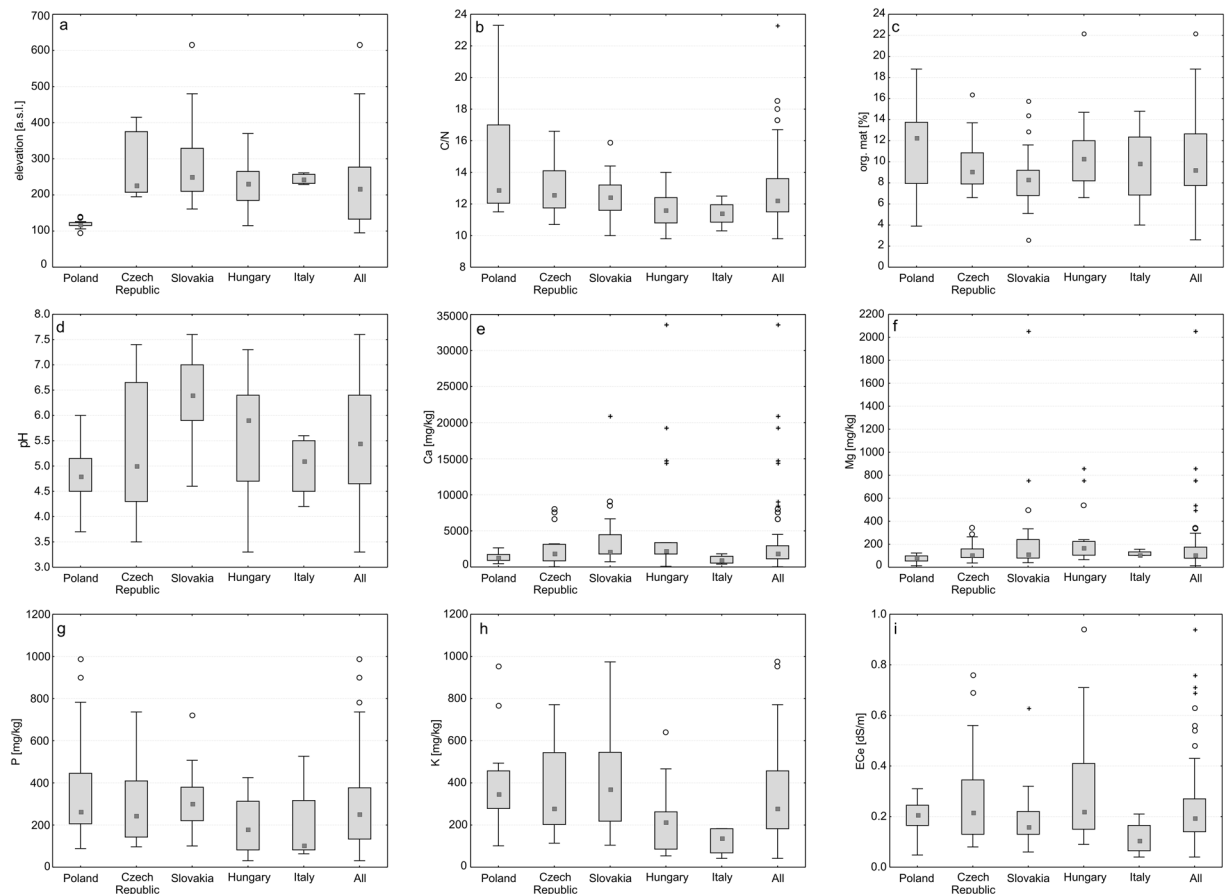 a
elevation [a.s.l.]
700
600
500
400
300
200
100
0
Poland
Czech
Republic
Slovakia
Hungary
Italy
All
b
C/N
24
22
20
18
16
14
12
10
8
Poland
Czech
Republic
Slovakia
Hungary
Italy
All
c
org. mat [%]
24
22
20
18
16
14
12
10
8
6
4
2
0
Poland
Czech
Republic
Slovakia
Hungary
Italy
All
d
pH
8.0
7.5
7.0
6.5
6.0
5.5
5.0
4.5
4.0
3.5
3.0
Poland
Czech
Republic
Slovakia
Hungary
Italy
All
e
Ca [mg/kg]
35000
30000
25000
20000
15000
10000
5000
0
Poland
Czech
Republic
Slovakia
Hungary
Italy
All
f
Mg [mg/kg]
2200
2000
1800
1600
1400
1200
1000
800
600
400
200
0
Poland
Czech
Republic
Slovakia
Hungary
Italy
All
g
P [mg/kg]
1200
1000
800
600
400
200
0
Poland
Czech
Republic
Slovakia
Hungary
Italy
All
h
K [mg/kg]
1200
1000
800
600
400
200
0
Poland
Czech
Republic
Slovakia
Hungary
Italy
All
i
ECe [dS/m]
1.0
0.8
0.6
0.4
0.2
0.0
Poland
Czech
Republic
Slovakia
Hungary
Italy
All